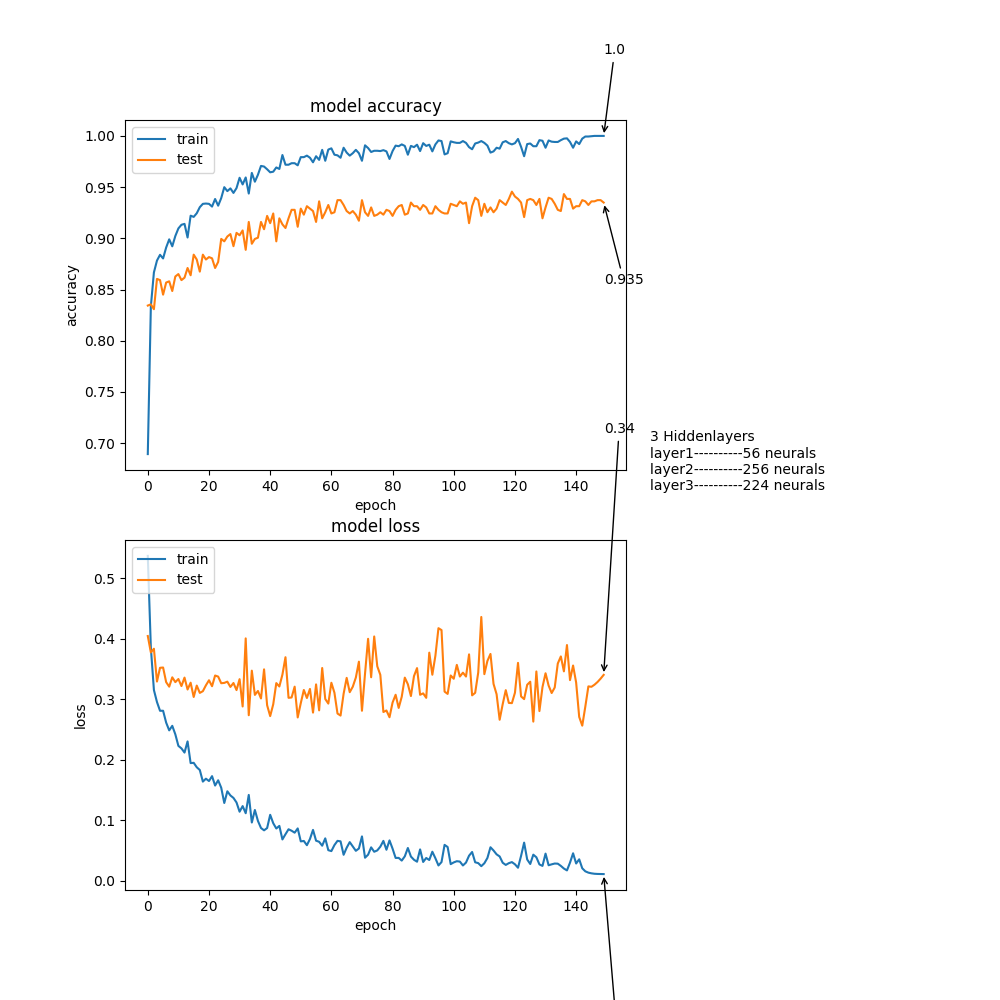 1.0
model accuracy
train
test
1.00
0.95
0.90
0.85
0.80
0.75
0.70
accuracy
0.935
0 20 40 60 80 100 120 140
epoch
0.34
3 Hiddenlayers
layer1----------56 neurals
layer2----------256 neurals
layer3----------224 neurals
model loss
train
test
0.5
0.4
0.3
0.2
0.1
0.0
loss
0 20 40 60 80 100 120 140
epoch